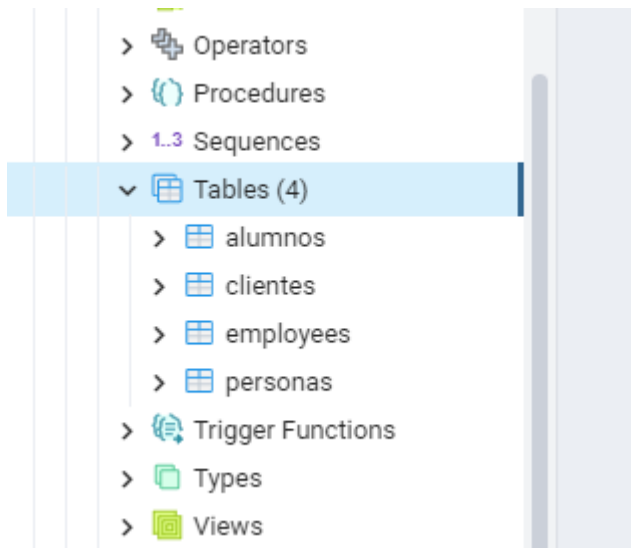 Operators
Procedures
1..3 Sequences
Tables (4)
alumnos
clientes
employees
personas
Trigger Functions
Types
Views